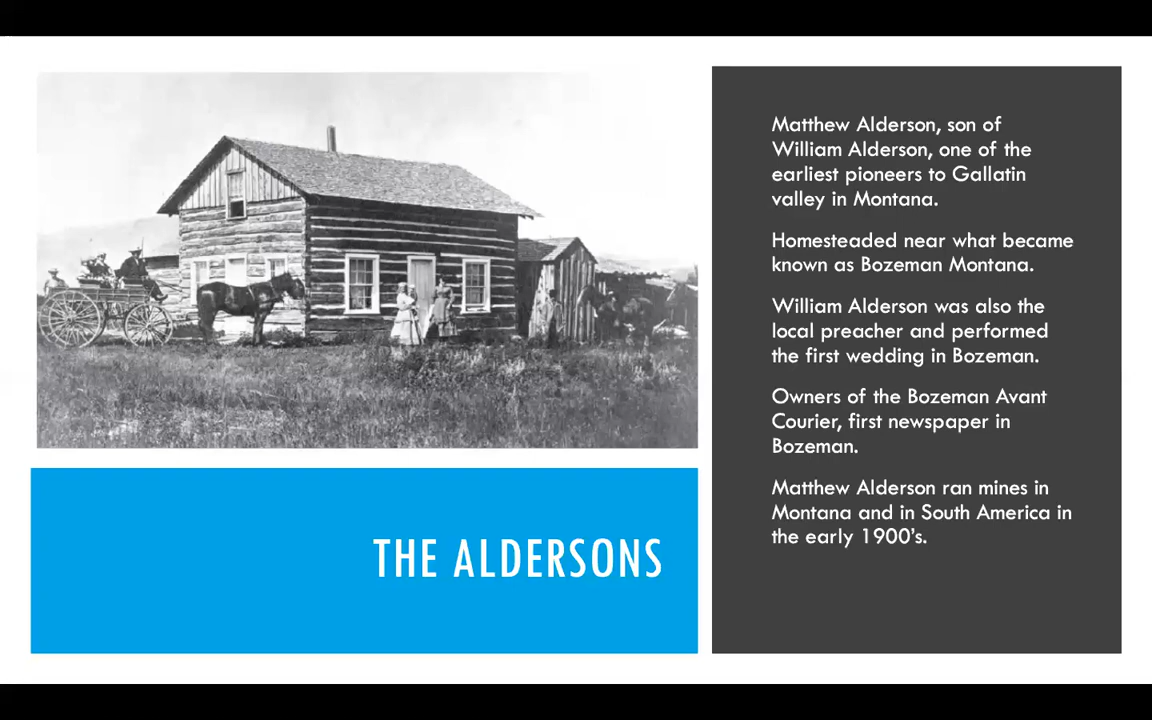 Matthew Alderson, son of
William Alderson, one of the
earliest pioneers to Gallatin
valley in Montana.
Homesteaded near what became
known as Bozeman Montana.
William Alderson was also the
local preacher and performed
the first wedding in Bozeman.
Owners of the Bozeman Avant
Courier, first newspaper in
Bozeman.
Matthew Alderson ran mines in
Montana and in South America in
the early 1900's.
THE ALDERSONS